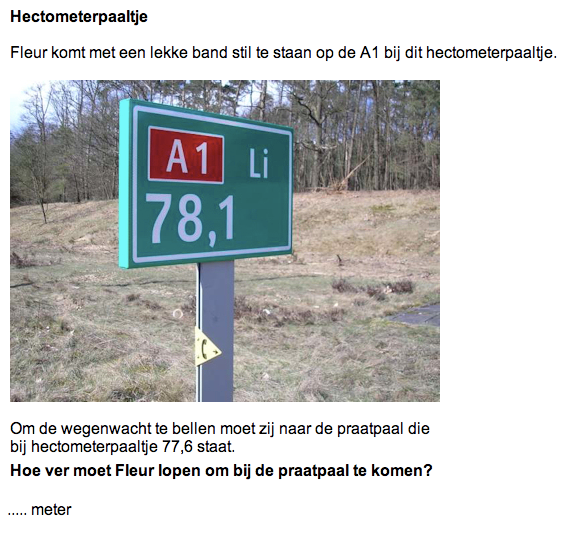 Hectometerpaaltje
Fleur komt met een lekke band stil te staan op de A1 bij dit hectometerpaaltje.
A1 Li
78,1
Om de wegenwacht te bellen moet zij naar de praatpaal die
bij hectometerpaaltje 77,6 staat.
Hoe ver moet Fleur lopen om bij de praatpaal te komen?
..... meter